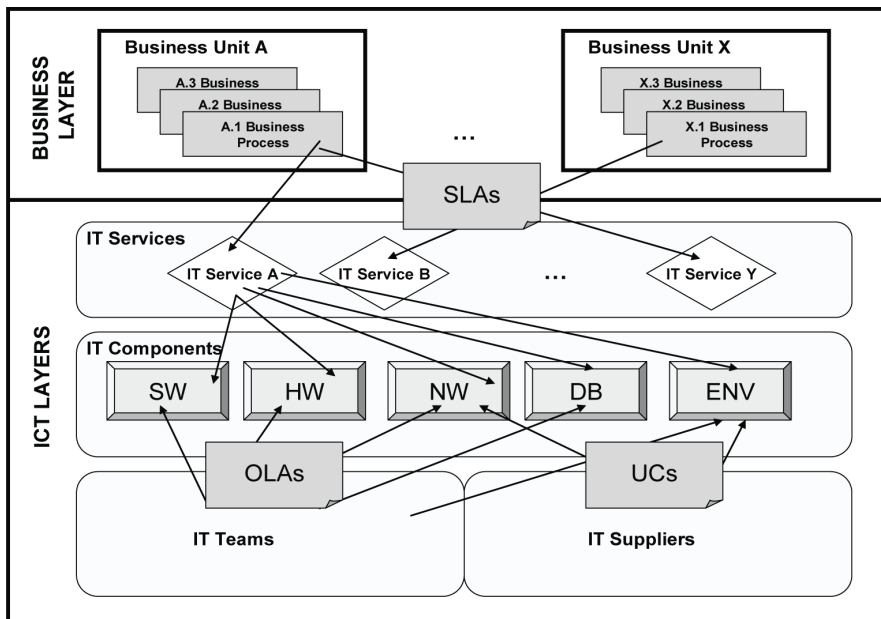 BUSINESS
LAYER
Business Unit A
A.3 Business
A.2 Business
A.1 Business
Process
...
Business Unit X
X.3 Business
X.2 Business
X.1 Business
Process
SLAs
ICT LAYERS
IT Services
IT Service A
IT Service B
...
IT Service Y
IT Components
SW
HW
NW
DB
ENV
OLAs
UCs
IT Teams
IT Suppliers